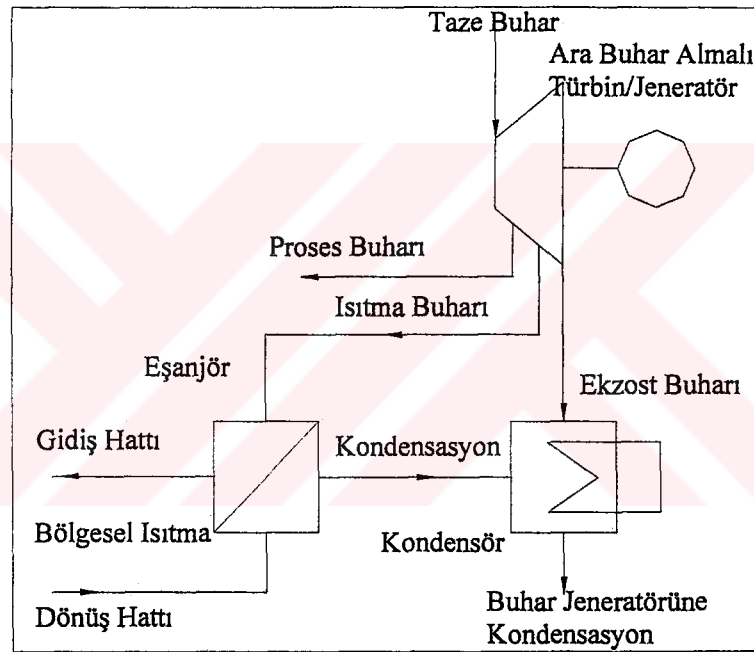 Taze Buhar
Ara Buhar Almalı
Türbin/Jeneratör
Proses Buharı
Isıtma Buharı
Eşanjör
Ekzost Buharı
Gidiş Hattı
Kondensasyon
Bölgesel Isıtma
Kondensör
Dönüş Hattı
Buhar Jeneratörüne
Kondensasyon